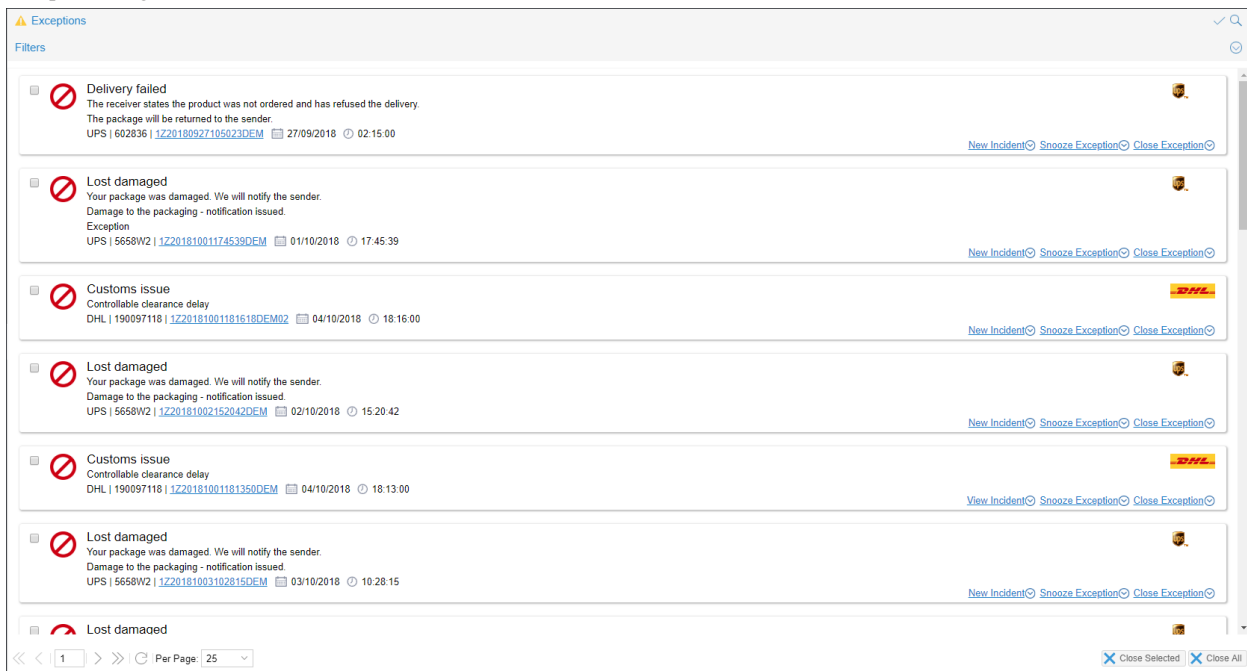 Exceptions
Filters
Delivery failed
The receiver states the product was not ordered and has refused the delivery.
The package will be returned to the sender.
UPS | 602836 | 1Z20180927105023DEM 27/09/2018 02:15:00
ups
New Incident Snooze Exception Close Exception
Lost damaged
Your package was damaged. We will notify the sender.
Damage to the packaging - notification issued.
Exception
UPS | 5658W2 | 1Z20181001174539DEM 01/10/2018 17:45:39
ups
New Incident Snooze Exception Close Exception
Customs issue
Controllable clearance delay
DHL | 190097118 | 1Z20181001181618DEM02 04/10/2018 18:16:00
DHL
New Incident Snooze Exception Close Exception
Lost damaged
Your package was damaged. We will notify the sender.
Damage to the packaging - notification issued.
UPS | 5658W2 | 1Z20181002152042DEM 02/10/2018 15:20:42
ups
New Incident Snooze Exception Close Exception
Customs issue
Controllable clearance delay
DHL | 190097118 | 1Z20181001181350DEM 04/10/2018 18:13:00
DHL
View Incident Snooze Exception Close Exception
Lost damaged
Your package was damaged. We will notify the sender.
Damage to the packaging - notification issued.
UPS | 5658W2 | 1Z20181003102815DEM 03/10/2018 10:28:15
ups
New Incident Snooze Exception Close Exception
Lost damaged
ups
1 Per Page: 25 Close Selected Close All